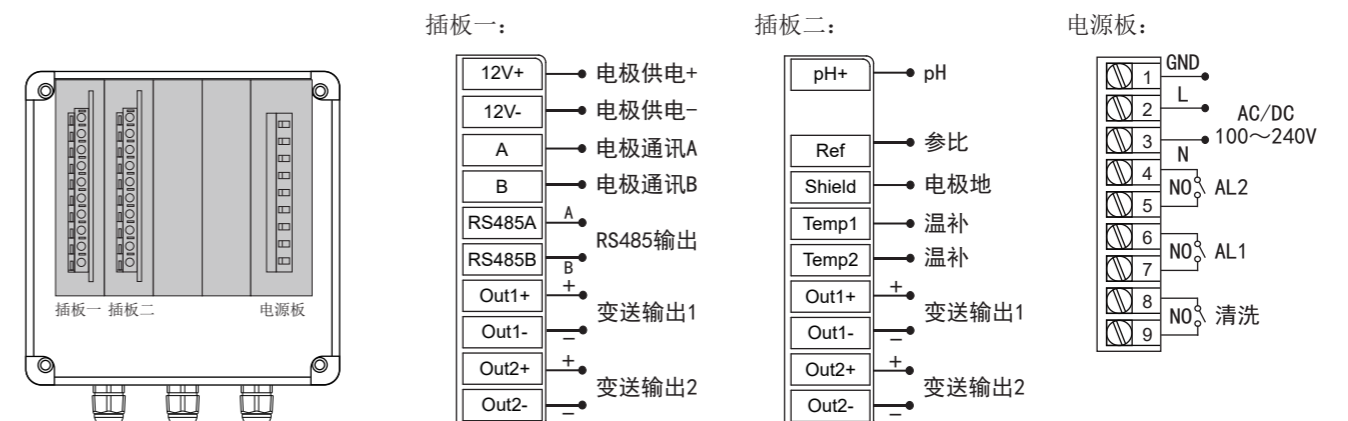 插板一：
12V+ 电极供电+
12V- 电极供电-
A 电极通讯A
B 电极通讯B
RS485A A
RS485输出
RS485B B
Out1+ +
变送输出1
Out1- -
Out2+ +
变送输出2
Out2- -
插板二：
pH+ pH
Ref 参比
Shield 电极地
Temp1 温补
Temp2 温补
Out1+ +
变送输出1
Out1- -
Out2+ +
变送输出2
Out2- -
电源板：
1 GND
2 L
AC/DC
100～240V
3 N
4
NO AL2
5
6
NO AL1
7
8
NO 清洗
9
插板一 插板二 电源板